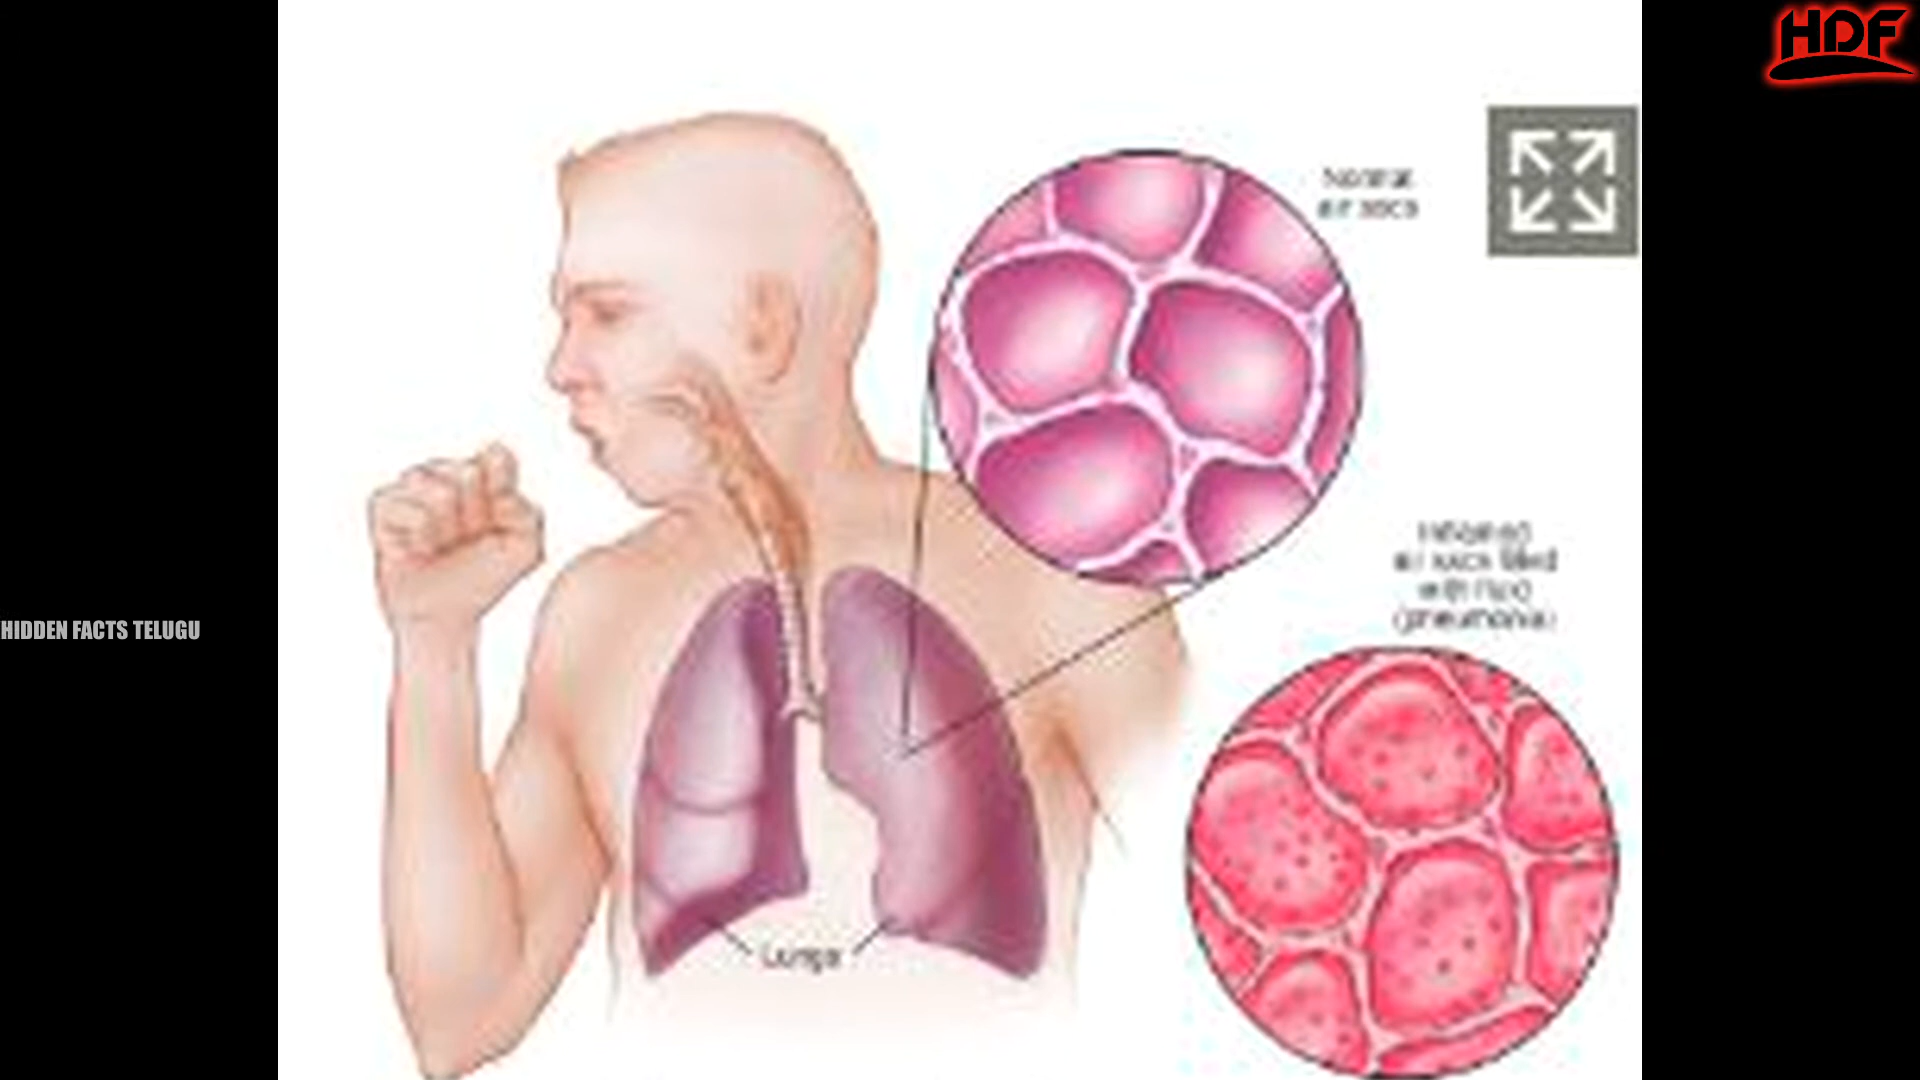 HDF
Normal
air sacs
Inflamed
air sacs filled
with fluid
(pneumonia)
HIDDEN FACTS TELUGU
Lungs